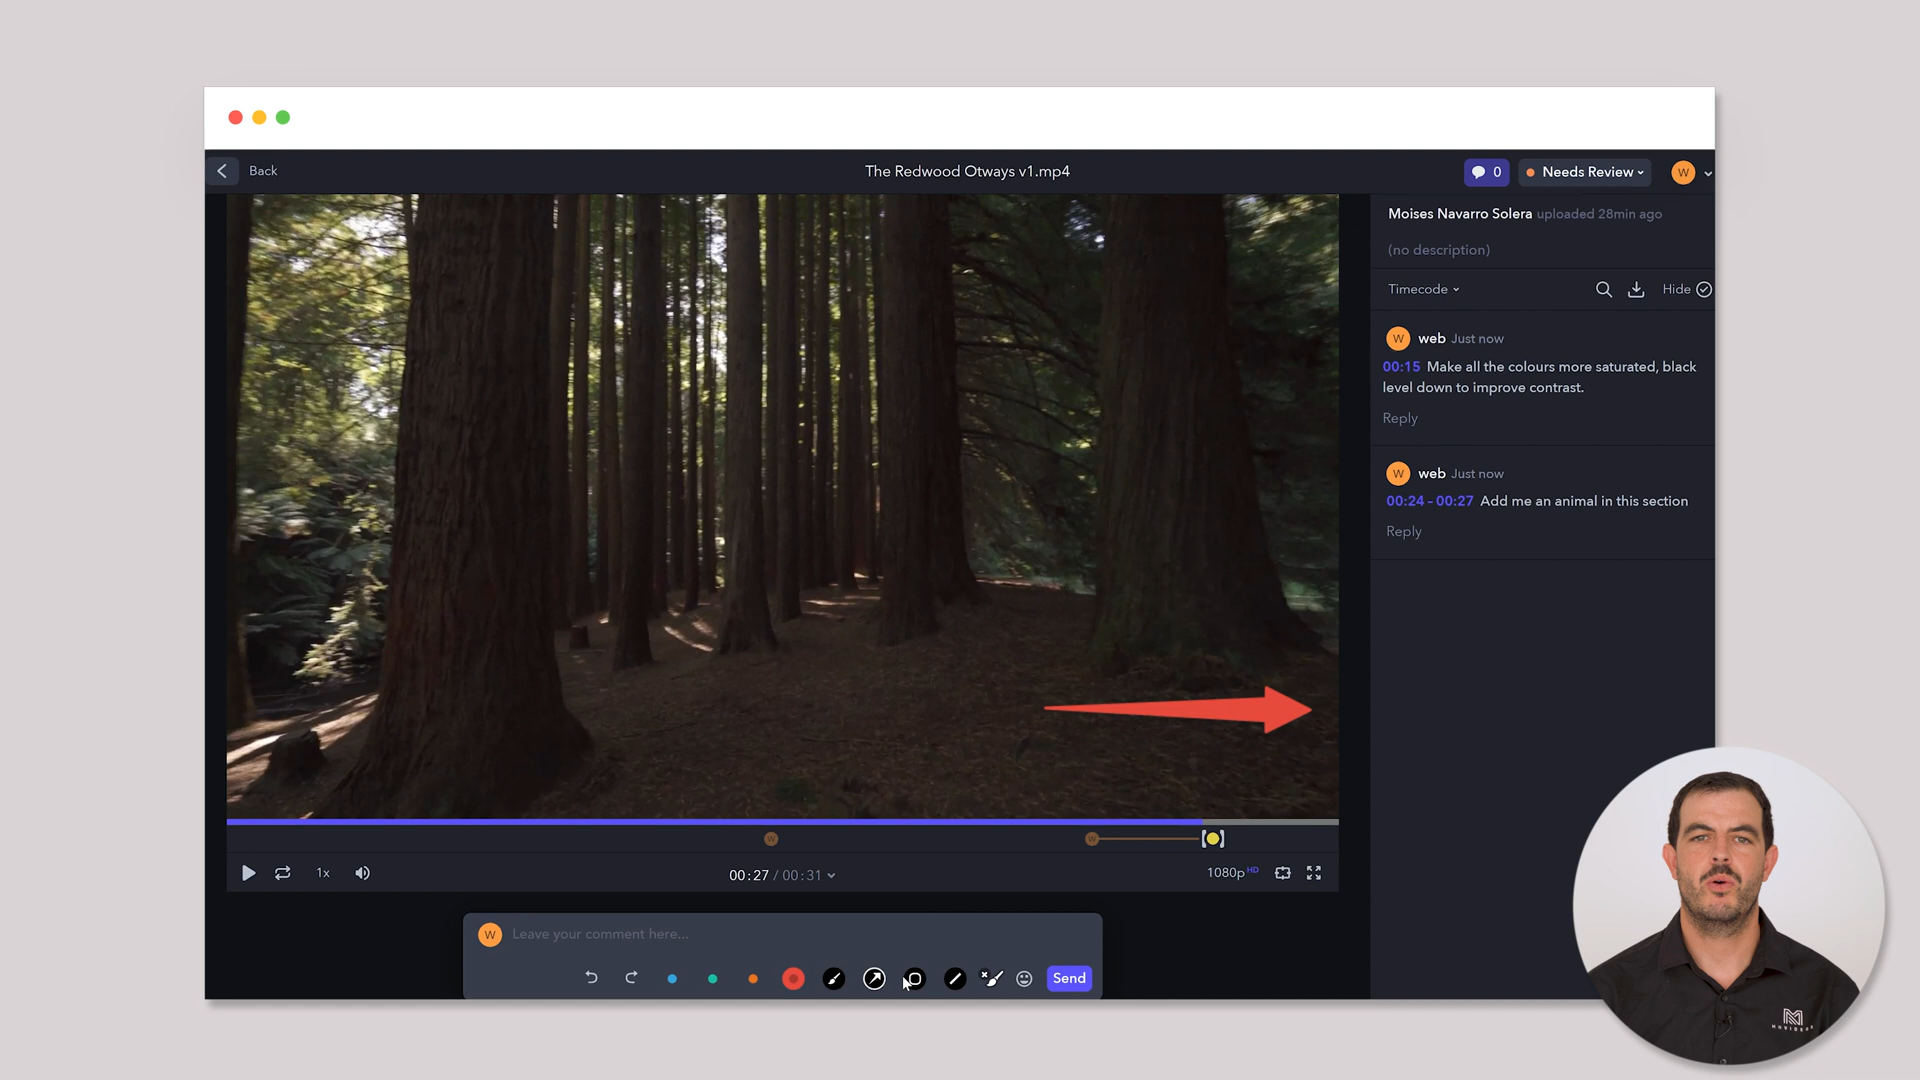 Back
The Redwood Otways v1.mp4
0
Needs Review
W
Moises Navarro Solera uploaded 28min ago
(no description)
Timecode
Hide
W
web Just now
00:15 Make all the colours more saturated, black
level down to improve contrast.
Reply
W
web Just now
00:24 - 00:27 Add me an animal in this section
Reply
W
W
1x
00:27 / 00:31
1080p HD
W
Leave your comment here...
Send